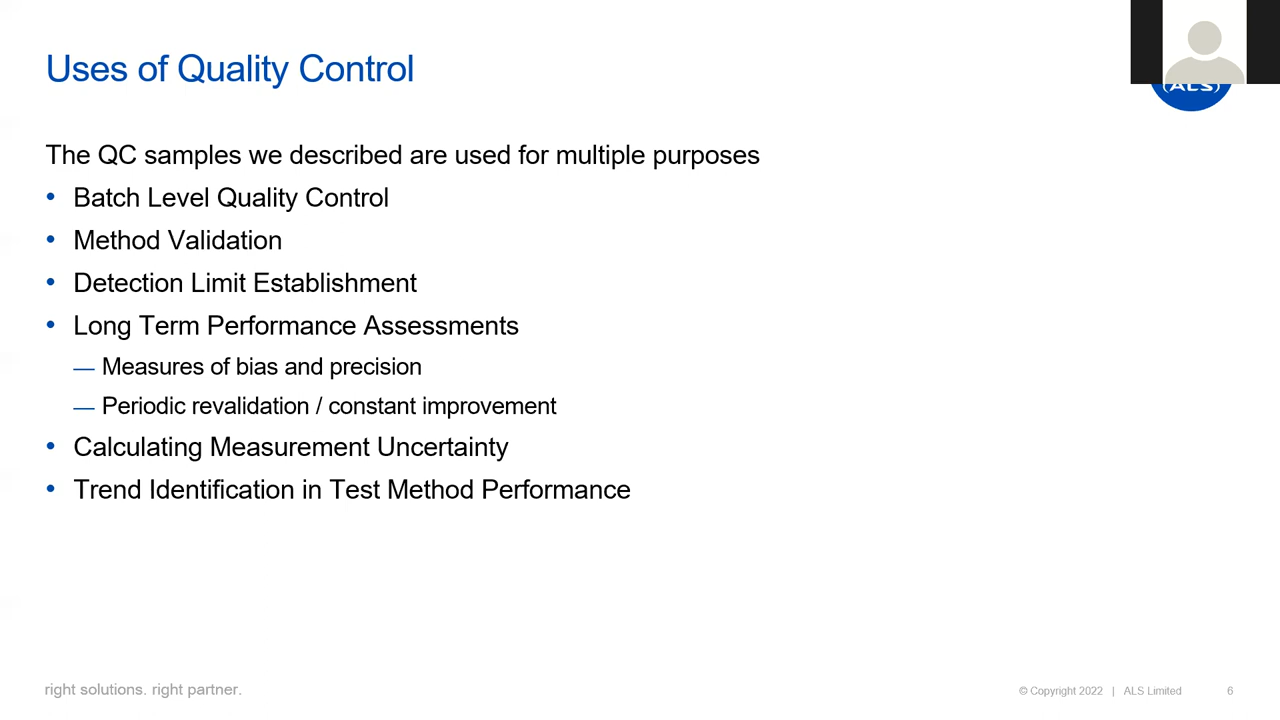 Uses of Quality Control
(ALS)
The QC samples we described are used for multiple purposes
• Batch Level Quality Control
• Method Validation
• Detection Limit Establishment
• Long Term Performance Assessments
— Measures of bias and precision
— Periodic revalidation / constant improvement
• Calculating Measurement Uncertainty
• Trend Identification in Test Method Performance
right solutions. right partner.
© Copyright 2022 | ALS Limited 6